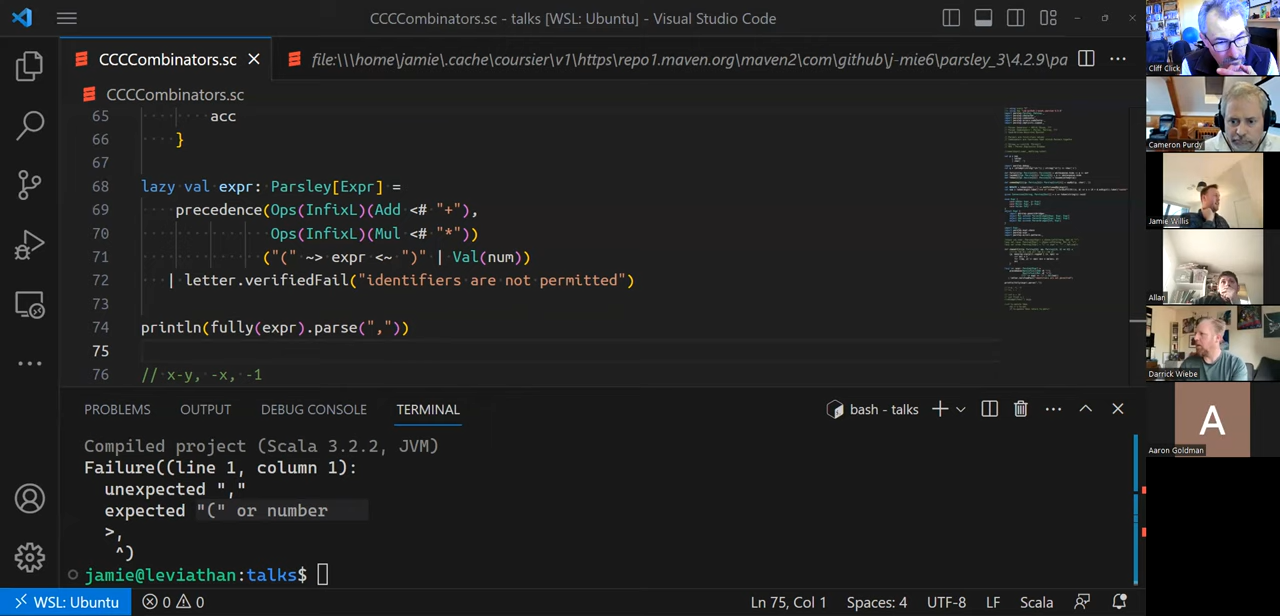 CCCCombinators.sc - talks [WSL: Ubuntu] - Visual Studio Code
CCCCombinators.sc
file:\\\home\jamie\.cache\coursier\v1\https\repo1.maven.org\maven2\com\github\j-mie6\parsley_3\4.2.9\pa
CCCCombinators.sc
65 acc
66 }
67
68 lazy val expr: Parsley[Expr] =
69 precedence(Ops(InfixL)(Add <# "+"),
70 Ops(InfixL)(Mul <# "*"))
71 ("(" ~> expr <~ ")" | Val(num))
72 | letter.verifiedFail("identifiers are not permitted")
73
74 println(fully(expr).parse(","))
75
76 // x-y, -x, -1
PROBLEMS OUTPUT DEBUG CONSOLE TERMINAL
bash - talks
Compiled project (Scala 3.2.2, JVM)
Failure((line 1, column 1):
unexpected ","
expected "(" or number
>,
^)
jamie@leviathan:talks$
WSL: Ubuntu 0 0 Ln 75, Col 1 Spaces: 4 UTF-8 LF Scala
Cliff Click
Cameron Purdy
Jamie Willis
Allan
Darrick Wiebe
A
Aaron Goldman